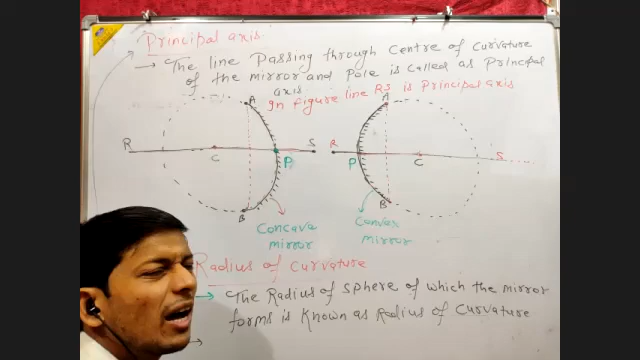 Principal axis
→ The line passing through Centre of Curvature
of the mirror and Pole is called as Principal
axis
In figure line RS is Principal axis
A
A
R
C
P
S
R
P
C
S
B
B
Concave
mirror
Convex
mirror
Radius of Curvature
→ The Radius of sphere of which the mirror
forms is Known as Radius of Curvature
→